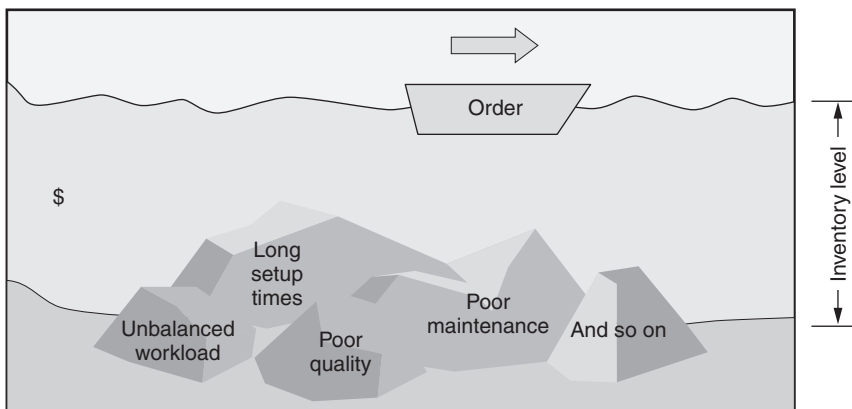 Order
$
Inventory level
Long
setup
times
Unbalanced
workload
Poor
quality
Poor
maintenance
And so on